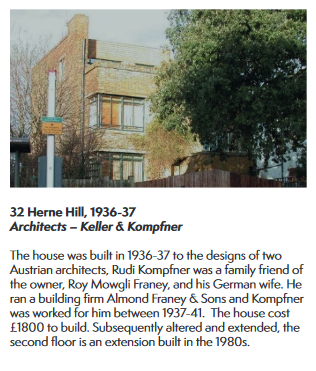 32 Herne Hill, 1936-37
Architects – Keller & Kompfner
The house was built in 1936-37 to the designs of two
Austrian architects, Rudi Kompfner was a family friend of
the owner, Roy Mowgli Franey, and his German wife. He
ran a building firm Almond Franey & Sons and Kompfner
was worked for him between 1937-41.  The house cost
£1800 to build. Subsequently altered and extended, the
second floor is an extension built in the 1980s.